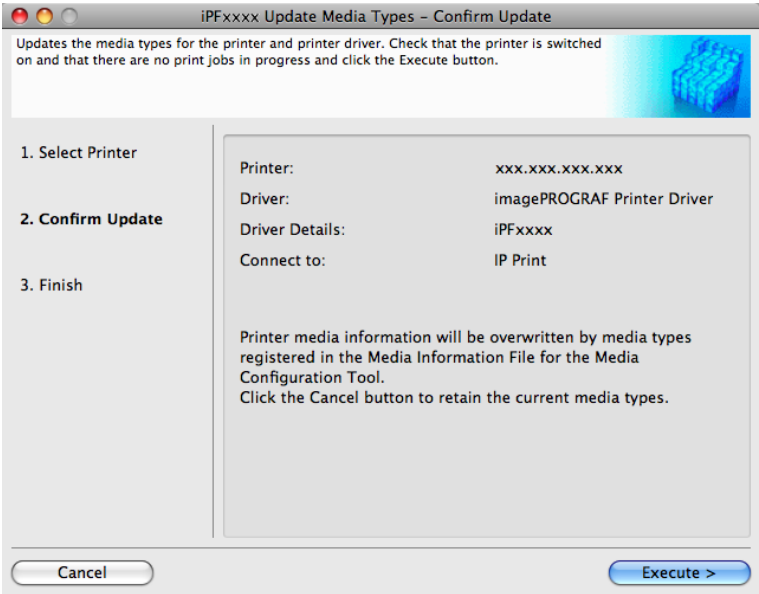 iPFxxxx Update Media Types – Confirm Update
Updates the media types for the printer and printer driver. Check that the printer is switched
on and that there are no print jobs in progress and click the Execute button.
1. Select Printer
2. Confirm Update
3. Finish
Printer: xxx.xxx.xxx.xxx
Driver: imagePROGRAF Printer Driver
Driver Details: iPFxxxx
Connect to: IP Print
Printer media information will be overwritten by media types
registered in the Media Information File for the Media
Configuration Tool.
Click the Cancel button to retain the current media types.
Cancel
Execute >